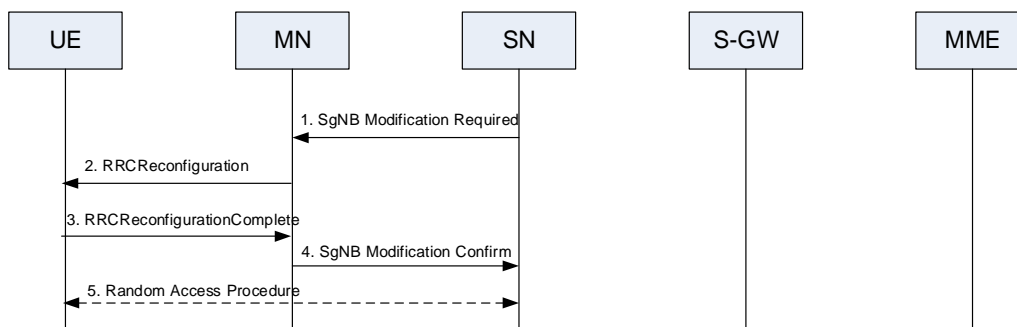 UE
MN
SN
S-GW
MME
1. SgNB Modification Required
2. RRCReconfiguration
3. RRCReconfigurationComplete
4. SgNB Modification Confirm
5. Random Access Procedure